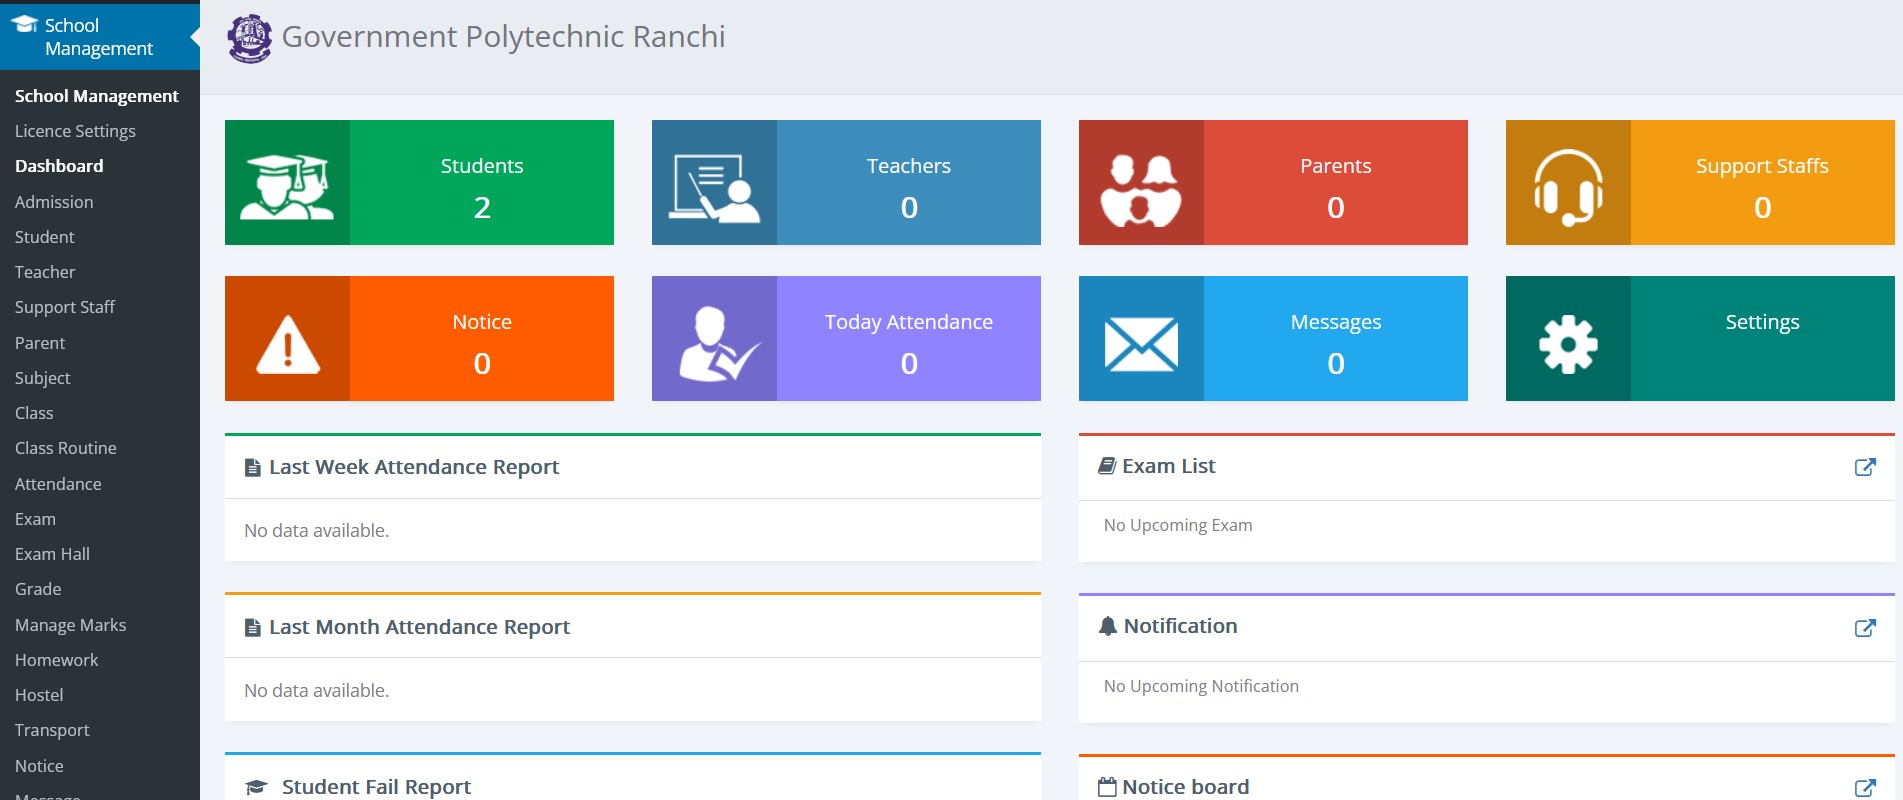 School
Management
School Management
Licence Settings
Dashboard
Admission
Student
Teacher
Support Staff
Parent
Subject
Class
Class Routine
Attendance
Exam
Exam Hall
Grade
Manage Marks
Homework
Hostel
Transport
Notice
Message
Government Polytechnic Ranchi
Students
2
Teachers
0
Parents
0
Support Staffs
0
Notice
0
Today Attendance
0
Messages
0
Settings
Last Week Attendance Report
No data available.
Exam List
No Upcoming Exam
Last Month Attendance Report
No data available.
Notification
No Upcoming Notification
Student Fail Report
Notice board